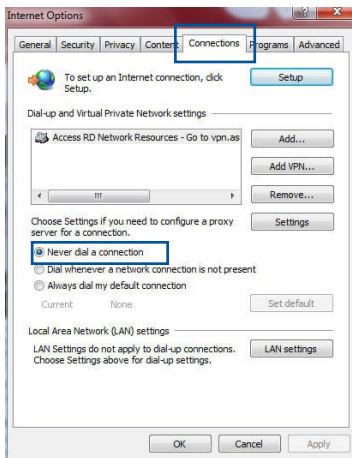 Internet Options
General Security Privacy Content Connections Programs Advanced
To set up an Internet connection, click
Setup.
Setup
Dial-up and Virtual Private Network settings
Access RD Network Resources - Go to vpn.as
Add...
Add VPN...
Remove...
Choose Settings if you need to configure a proxy
server for a connection.
Settings
Never dial a connection
Dial whenever a network connection is not present
Always dial my default connection
Current None
Set default
Local Area Network (LAN) settings
LAN Settings do not apply to dial-up connections.
Choose Settings above for dial-up settings.
LAN settings
OK Cancel Apply